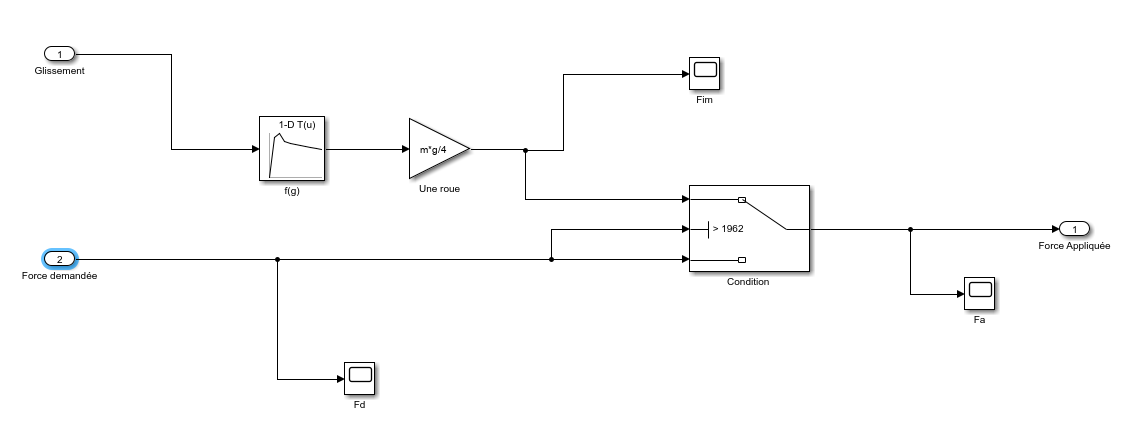 1
Glissement
1-D T(u)
f(g)
m*g/4
Une roue
Fim
> 1962
Condition
1
Force Appliquée
Fa
2
Force demandée
Fd